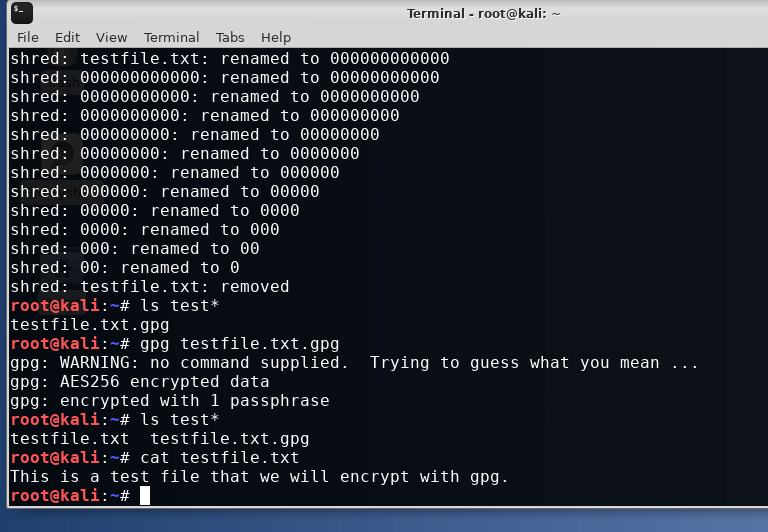 Terminal - root@kali: ~
File Edit View Terminal Tabs Help
shred: testfile.txt: renamed to 000000000000
shred: 000000000000: renamed to 00000000000
shred: 00000000000: renamed to 0000000000
shred: 0000000000: renamed to 000000000
shred: 000000000: renamed to 00000000
shred: 00000000: renamed to 0000000
shred: 0000000: renamed to 000000
shred: 000000: renamed to 00000
shred: 00000: renamed to 0000
shred: 0000: renamed to 000
shred: 000: renamed to 00
shred: 00: renamed to 0
shred: testfile.txt: removed
root@kali:~# ls test*
testfile.txt.gpg
root@kali:~# gpg testfile.txt.gpg
gpg: WARNING: no command supplied.  Trying to guess what you mean ...
gpg: AES256 encrypted data
gpg: encrypted with 1 passphrase
root@kali:~# ls test*
testfile.txt  testfile.txt.gpg
root@kali:~# cat testfile.txt
This is a test file that we will encrypt with gpg.
root@kali:~#